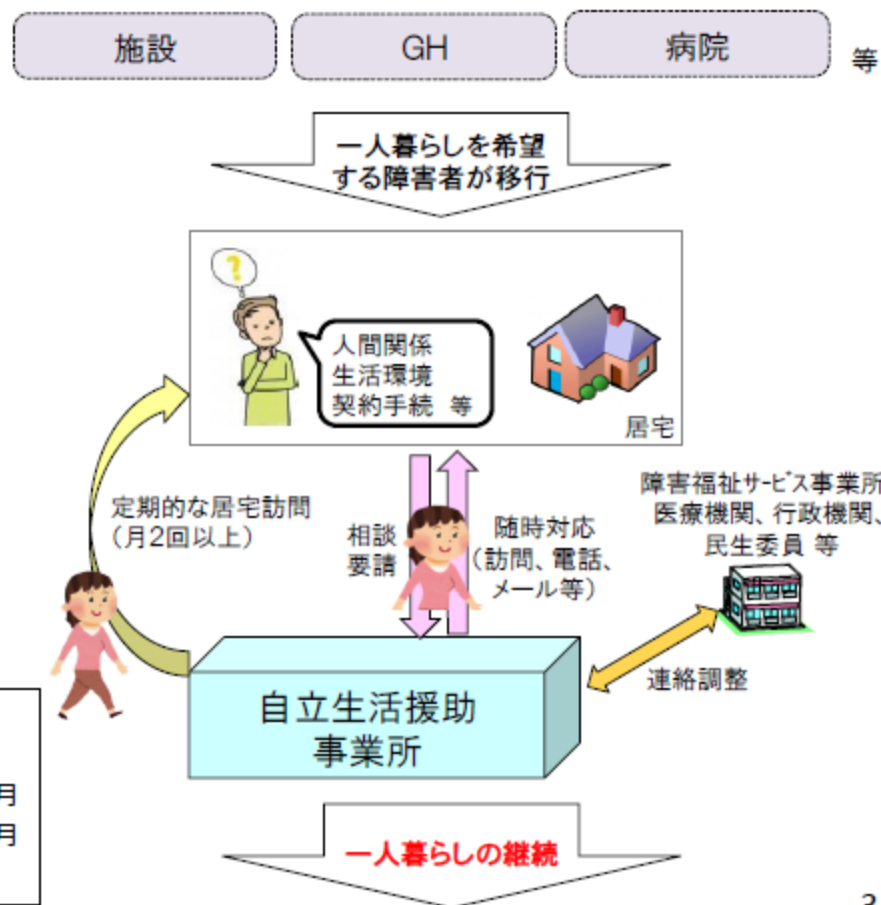 施設
GH
病院
等
一人暮らしを希望
する障害者が移行
?
人間関係
生活環境
契約手続 等
居宅
定期的な居宅訪問
(月2回以上)
相談
要請
随時対応
(訪問、電話、
メール等)
障害福祉サービス事業所
医療機関、行政機関、
民生委員 等
連絡調整
自立生活援助
事業所
月
月
一人暮らしの継続